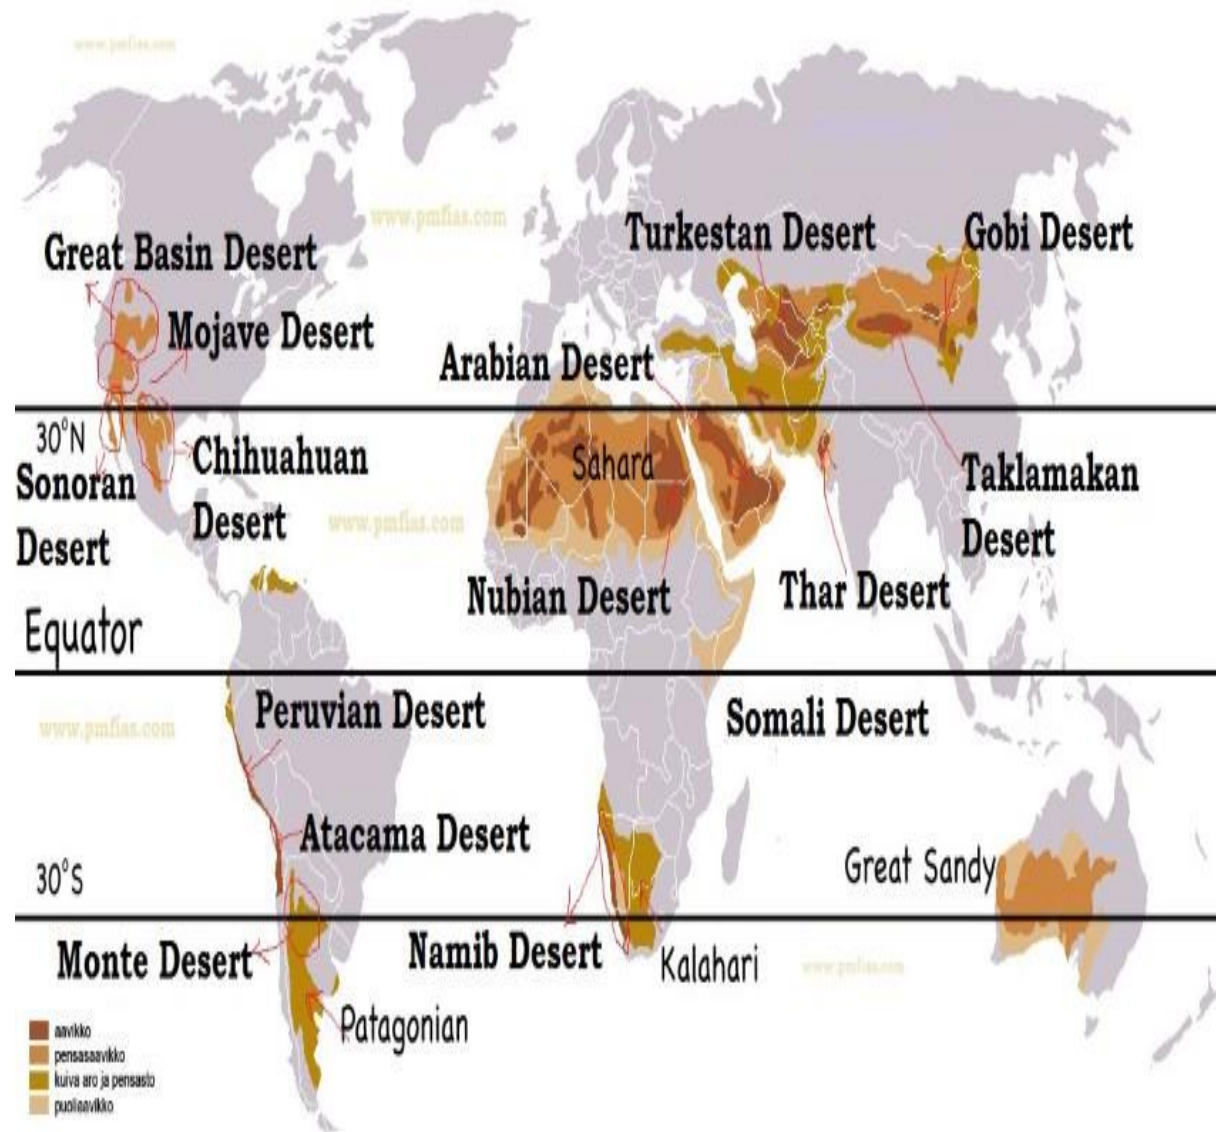 www.pmfias.com
www.pmfias.com
Turkestan Desert
Gobi Desert
Great Basin Desert
Mojave Desert
Arabian Desert
30°N
Sahara
Sonoran
Desert
Chihuahuan
Desert
Taklamakan
Desert
www.pmfias.com
Nubian Desert
Thar Desert
Equator
Peruvian Desert
Somali Desert
www.pmfias.com
Atacama Desert
Great Sandy
30°S
Monte Desert
Namib Desert
Kalahari
www.pmfias.com
Patagonian
aavikko
pensasaavikko
kuiva aro ja pensasto
puoliaavikko